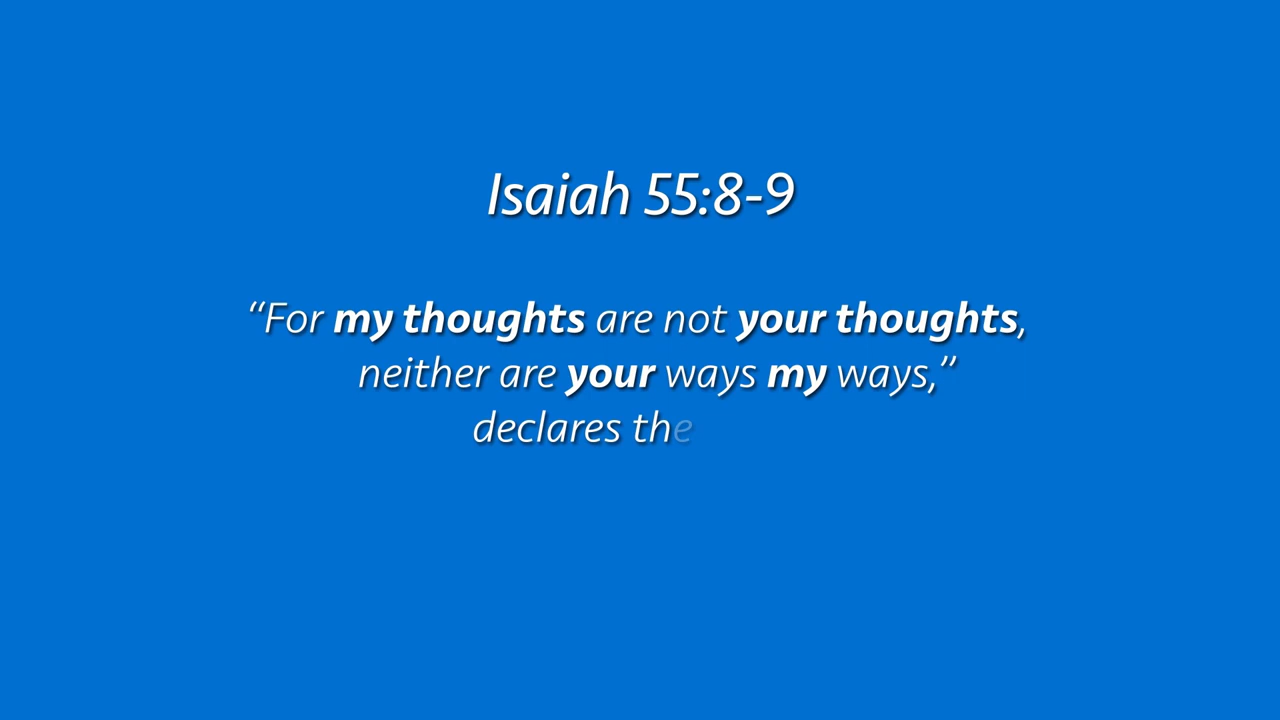 Isaiah 55:8-9
“For my thoughts are not your thoughts,
neither are your ways my ways,”
declares the